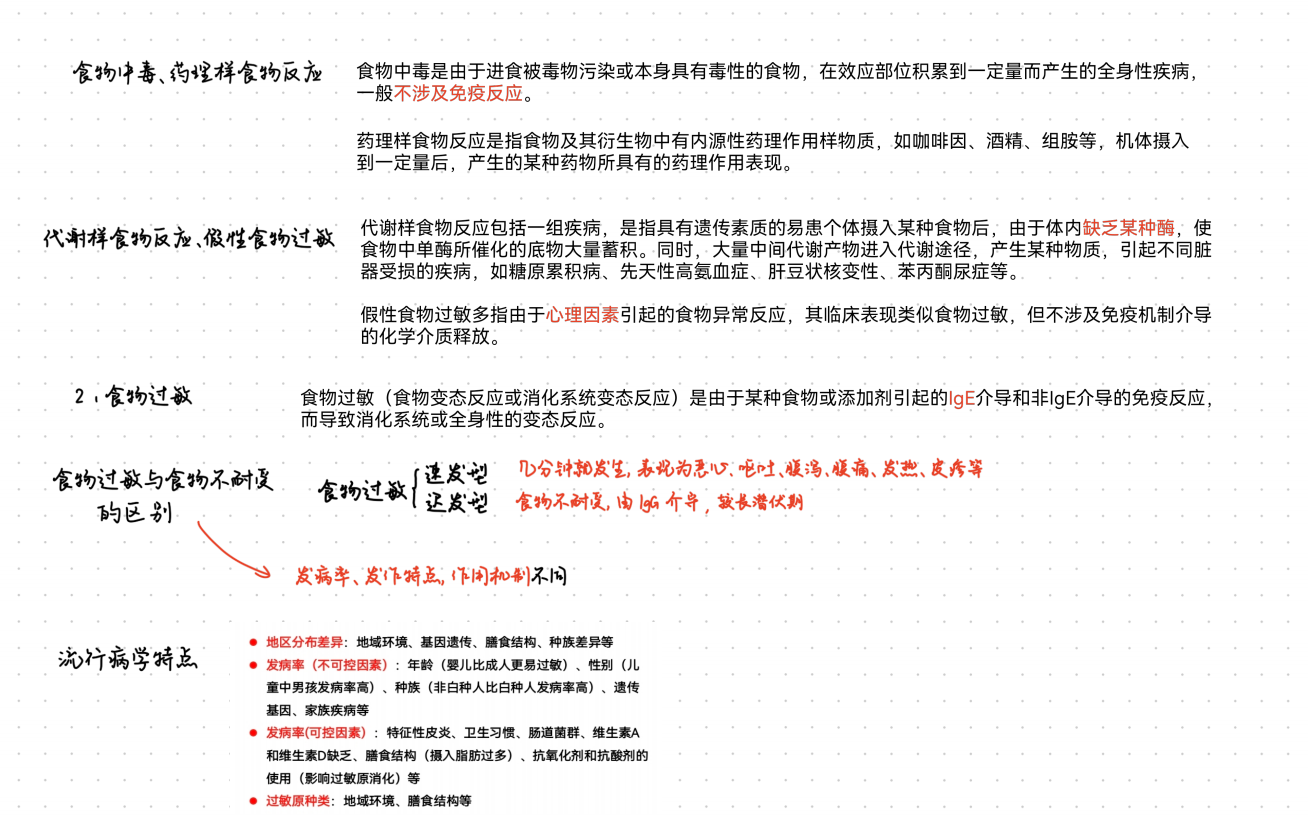 食物中毒、药理样食物反应
食物中毒是由于进食被毒物污染或本身具有毒性的食物，在效应部位积累到一定量而产生的全身性疾病，
一般不涉及免疫反应。
药理样食物反应是指食物及其衍生物中有内源性药理作用样物质，如咖啡因、酒精、组胺等，机体摄入
到一定量后，产生的某种药物所具有的药理作用表现。
代谢样食物反应、假性食物过敏
代谢样食物反应包括一组疾病，是指具有遗传素质的易患个体摄入某种食物后，由于体内缺乏某种酶，使
食物中单酶所催化的底物大量蓄积。同时，大量中间代谢产物进入代谢途径，产生某种物质，引起不同脏
器受损的疾病，如糖原累积病、先天性高氨血症、肝豆状核变性、苯丙酮尿症等。
假性食物过敏多指由于心理因素引起的食物异常反应，其临床表现类似食物过敏，但不涉及免疫机制介导
的化学介质释放。
2、食物过敏
食物过敏（食物变态反应或消化系统变态反应）是由于某种食物或添加剂引起的IgE介导和非IgE介导的免疫反应，
而导致消化系统或全身性的变态反应。
食物过敏与食物不耐受
的区别
食物过敏
速发型
几分钟就发生，表现为恶心、呕吐、腹泻、腹痛、发热、皮疹等
迟发型
食物不耐受，由IgG介导，较长潜伏期
发病率、发作特点，作用机制不同
流行病学特点
● 地区分布差异：地域环境、基因遗传、膳食结构、种族差异等
● 发病率（不可控因素）：年龄（婴儿比成人更易过敏）、性别（儿
童中男孩发病率高）、种族（非白种人比白种人发病率高）、遗传
基因、家族疾病等
● 发病率(可控因素）：特征性皮炎、卫生习惯、肠道菌群、维生素A
和维生素D缺乏、膳食结构（摄入脂肪过多）、抗氧化剂和抗酸剂的
使用（影响过敏原消化）等
● 过敏原种类：地域环境、膳食结构等